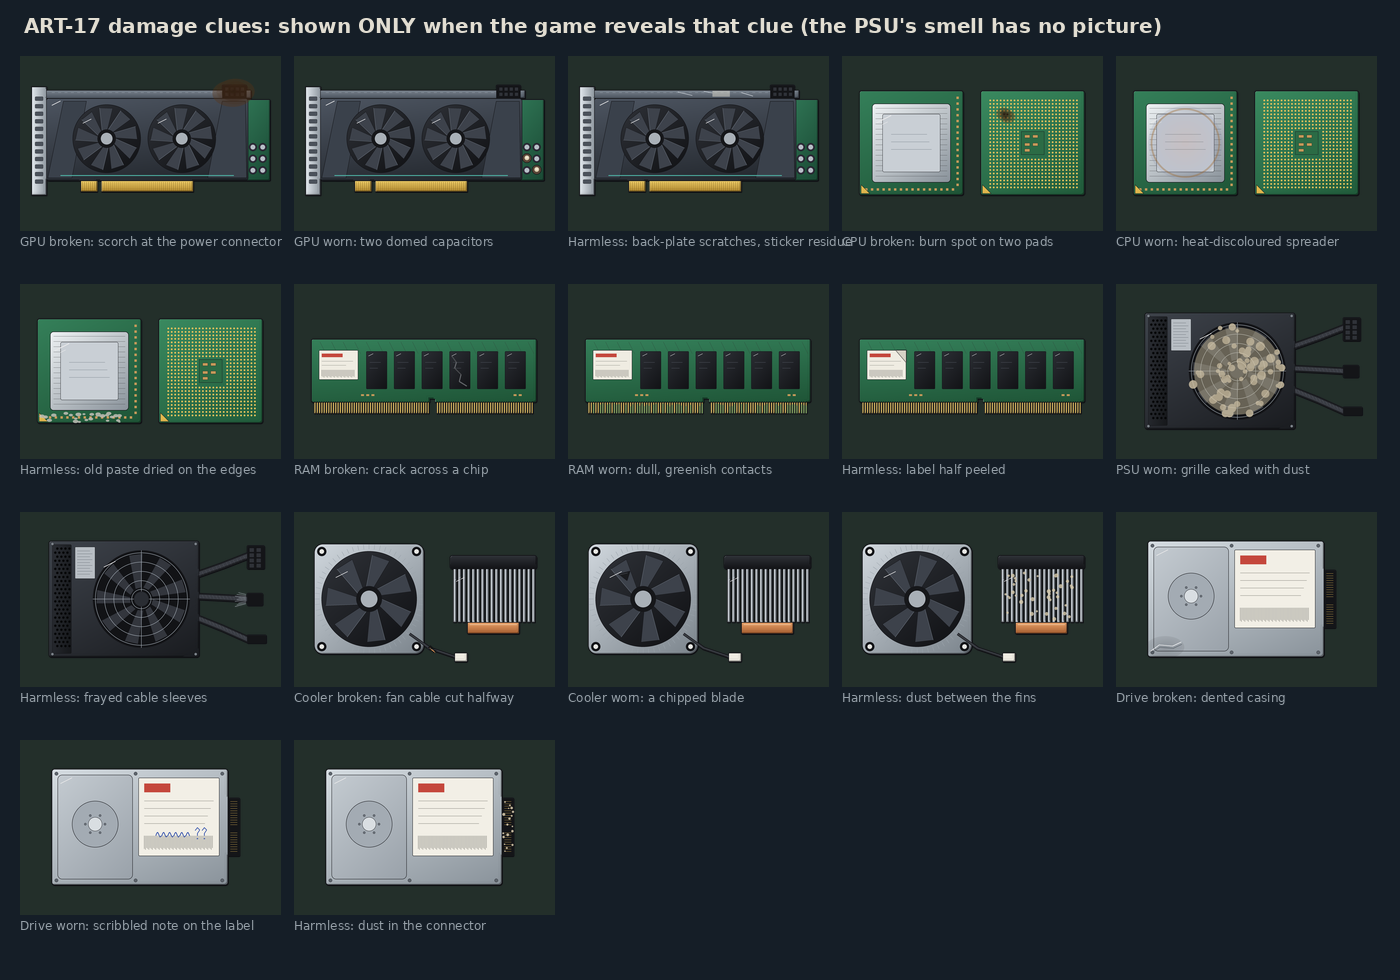 ART-17 damage clues: shown ONLY when the game reveals that clue (the PSU's smell has no picture)
GPU broken: scorch at the power connector
GPU worn: two domed capacitors
Harmless: back-plate scratches, sticker residue
CPU broken: burn spot on two pads
CPU worn: heat-discoloured spreader
Harmless: old paste dried on the edges
RAM broken: crack across a chip
RAM worn: dull, greenish contacts
Harmless: label half peeled
PSU worn: grille caked with dust
Harmless: frayed cable sleeves
Cooler broken: fan cable cut halfway
Cooler worn: a chipped blade
Harmless: dust between the fins
Drive broken: dented casing
??
Drive worn: scribbled note on the label
Harmless: dust in the connector